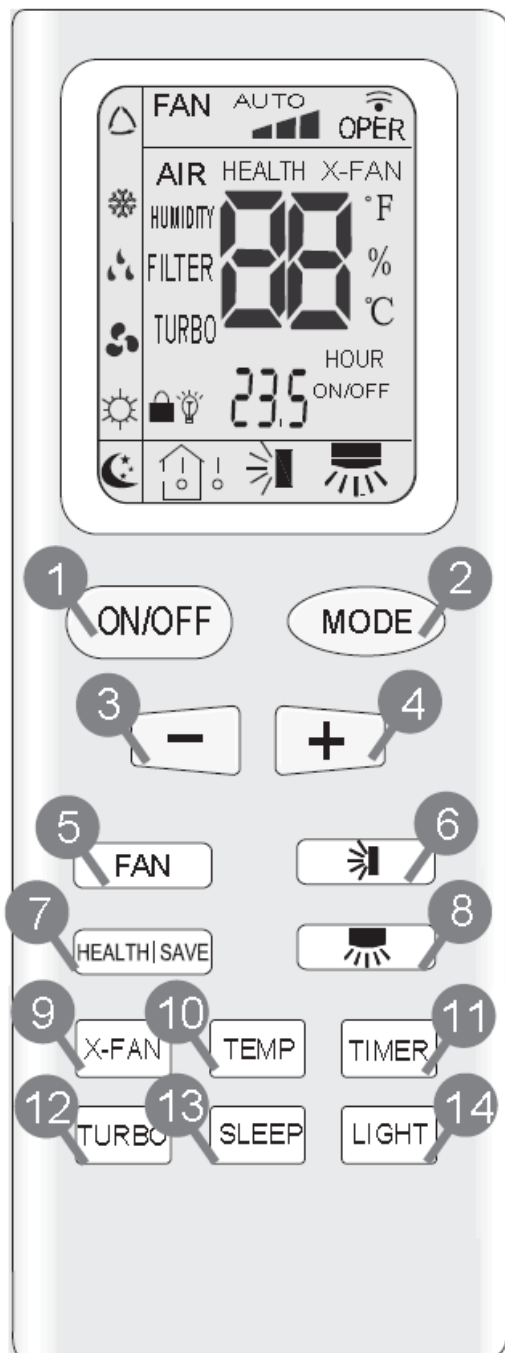 FAN AUTO OPER
AIR HEALTH X-FAN
HUMIDITY 88 °F
FILTER %
TURBO °C
HOUR
23.5 ON/OFF
1 2
ON/OFF MODE
3 4
- +
5 6
FAN
7 8
HEALTH|SAVE
9 10 11
X-FAN TEMP TIMER
12 13 14
TURBO SLEEP LIGHT